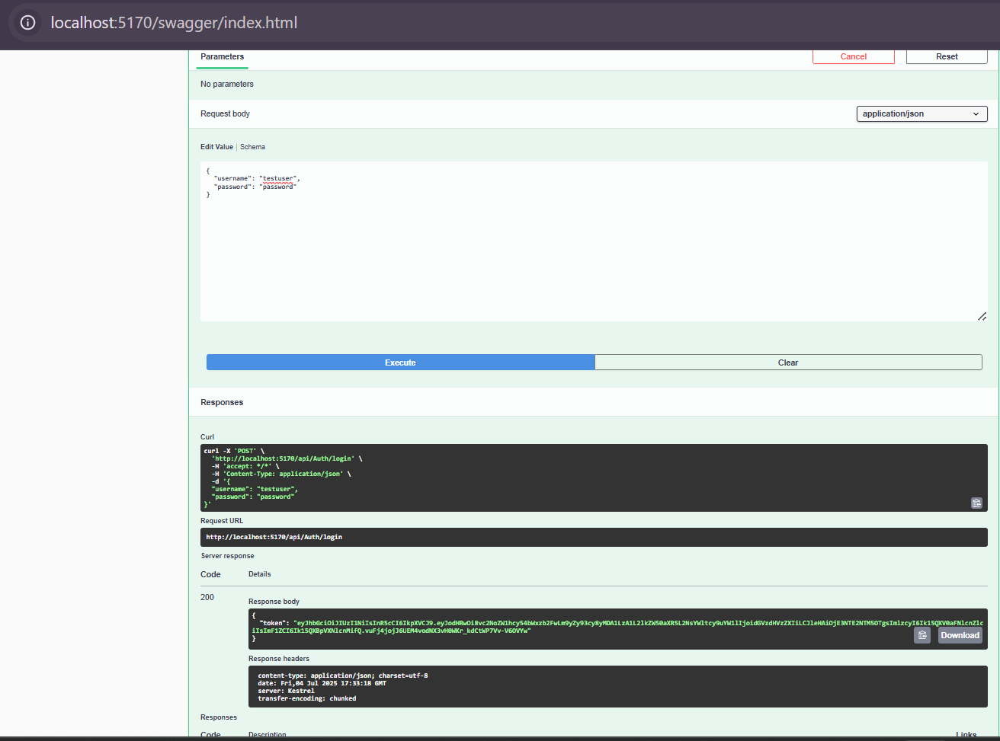 localhost:5170/swagger/index.html
Parameters
Cancel
Reset
No parameters
Request body
application/json
Edit Value | Schema
{
"username": "testuser",
"password": "password"
}
Execute
Clear
Responses
Curl
curl -X 'POST' \
'http://localhost:5170/api/Auth/login' \
-H 'accept: */*' \
-H 'Content-Type: application/json' \
-d '{
"username": "testuser",
"password": "password"
}'
Request URL
http://localhost:5170/api/Auth/login
Server response
Code
Details
200
Response body
{
"token":
}
Download
Response headers
content-type: application/json; charset=utf-8
date: Fri,04 Jul 2025 17:33:18 GMT
server: Kestrel
transfer-encoding: chunked
Responses
Code
Description
Links